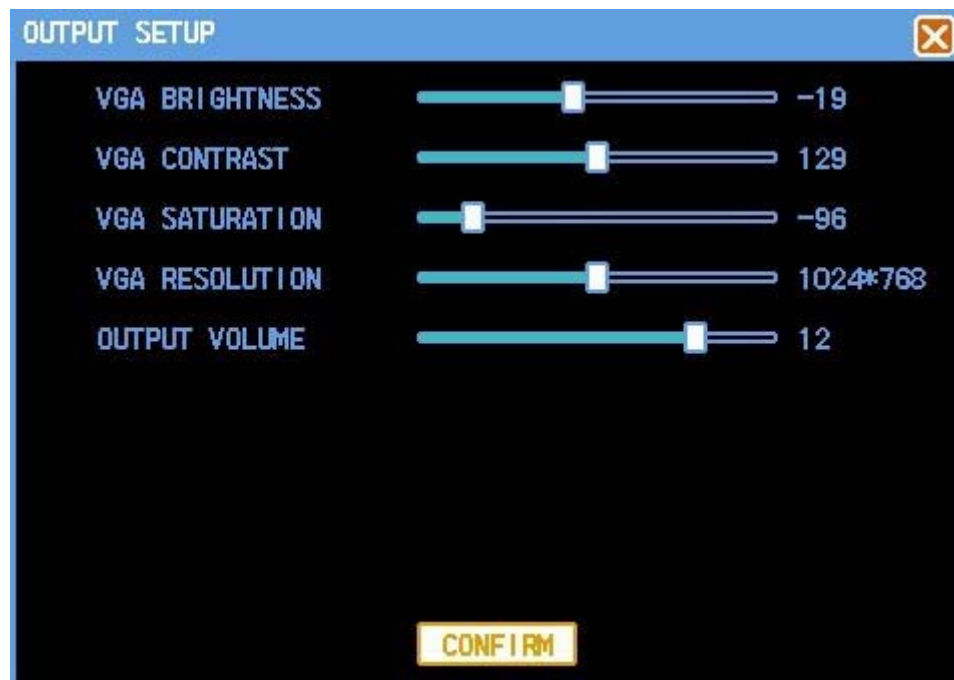 OUTPUT SETUP
VGA BRIGHTNESS -19
VGA CONTRAST 129
VGA SATURATION -96
VGA RESOLUTION 1024*768
OUTPUT VOLUME 12
CONFIRM